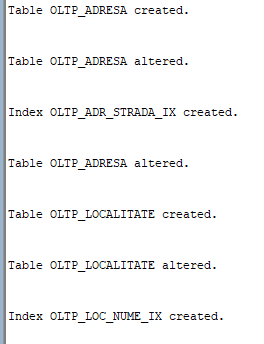 Table OLTP_ADRESA created.
Table OLTP_ADRESA altered.
Index OLTP_ADR_STRADA_IX created.
Table OLTP_ADRESA altered.
Table OLTP_LOCALITATE created.
Table OLTP_LOCALITATE altered.
Index OLTP_LOC_NUME_IX created.